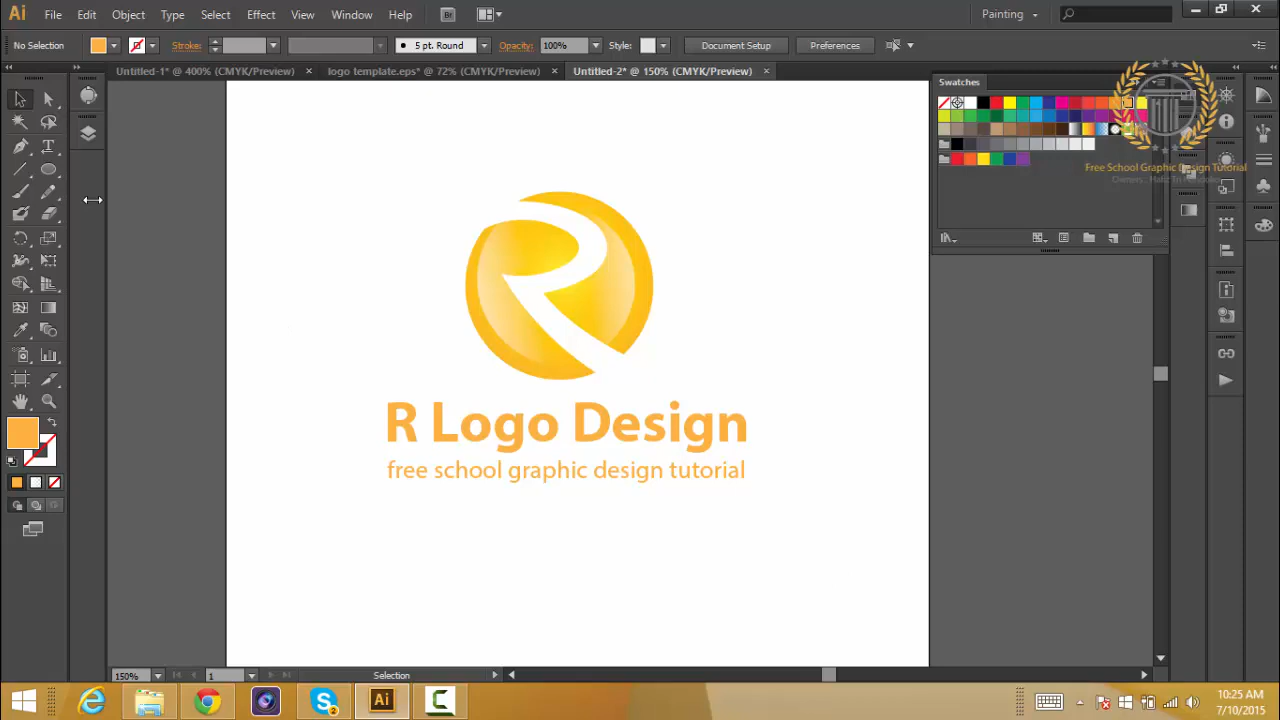 Ai File Edit Object Type Select Effect View Window Help Br Painting
No Selection Stroke: 5 pt. Round Opacity: 100% Style: Document Setup Preferences
Untitled-1* @ 400% (CMYK/Preview) × logo template.eps* @ 72% (CMYK/Preview) × Untitled-2* @ 150% (CMYK/Preview) ×
Swatches
Free School Graphic Design Tutorial
R
R Logo Design
free school graphic design tutorial
150% 1 Selection
Ai
10:25 AM
7/10/2015